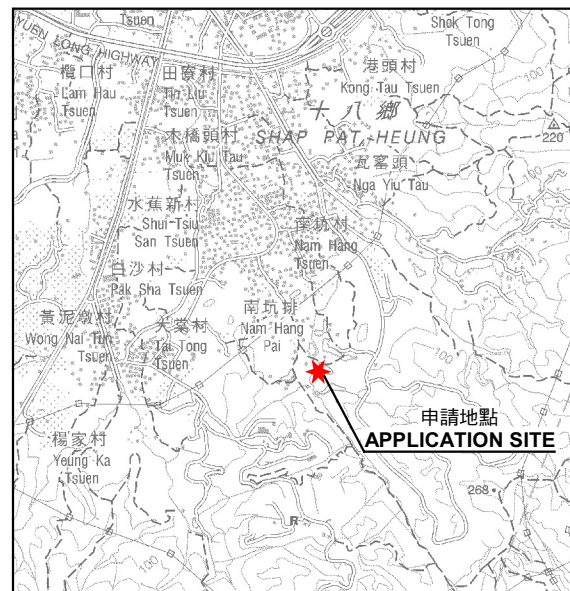 Shek Tong
Tsuen
Tsuen
YUEN LONG HIGHWAY
欖口村
Lam Hau
Tsuen
田寮村
Tin Liu
Tsuen
港頭村
Kong Tau Tsuen
100
十八鄉
SHAP PAT HEUNG
220
木橋頭村
Muk Kiu Tau
Tsuen
瓦窰頭
Nga Yiu Tau
水蕉新村
Shui Tsiu
San Tsuen
南坑村
Nam Hang
Tsuen
白沙村
Pak Sha Tsuen
黃泥墩村
Wong Nai Tun
Tsuen
大棠村
Tai Tong
Tsuen
南坑排
Nam Hang
Pai
100
申請地點
APPLICATION SITE
楊家村
Yeung Ka
Tsuen
268
R
100
100